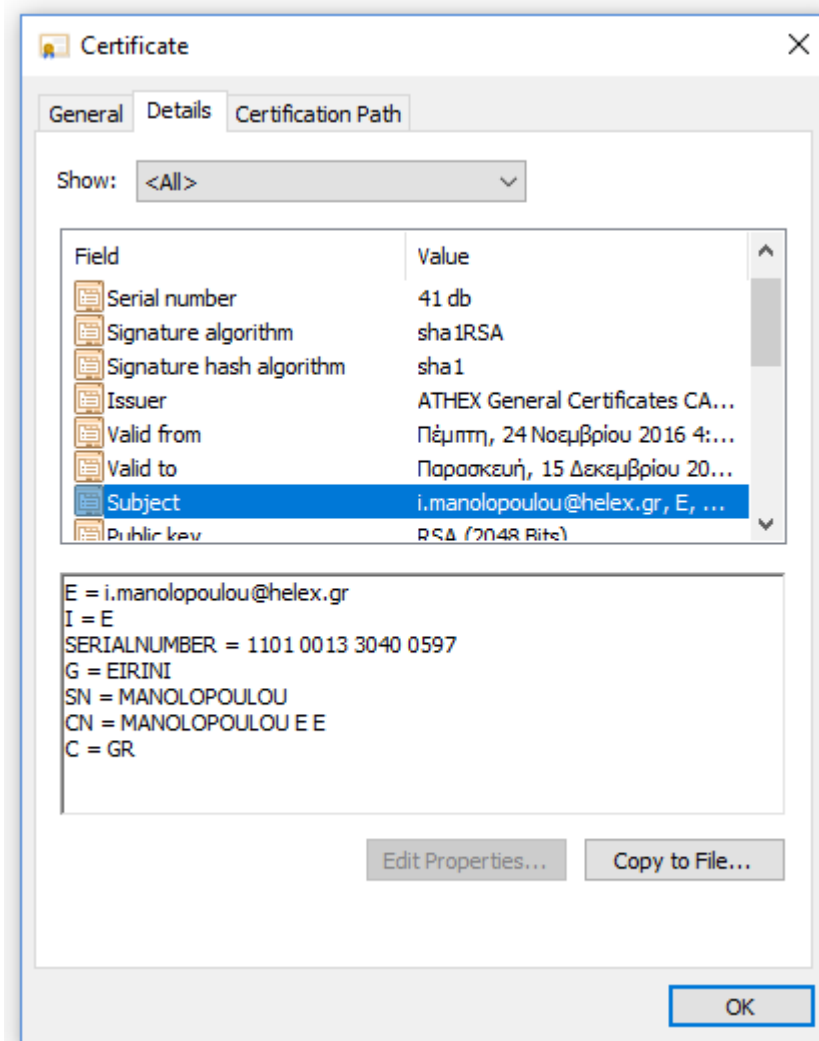 Certificate
General Details Certification Path
Show: <All>
Field Value
Serial number 41 db
Signature algorithm sha1RSA
Signature hash algorithm sha1
Issuer ATHEX General Certificates CA...
Valid from Πέμπτη, 24 Νοεμβρίου 2016 4:...
Valid to Παρασκευή, 15 Δεκεμβρίου 20...
Subject i.manolopoulou@helex.gr, E, ...
Public key RSA (2048 Bits)
E = i.manolopoulou@helex.gr
I = E
SERIALNUMBER = 1101 0013 3040 0597
G = EIRINI
SN = MANOLOPOULOU
CN = MANOLOPOULOU E E
C = GR
Edit Properties... Copy to File...
OK